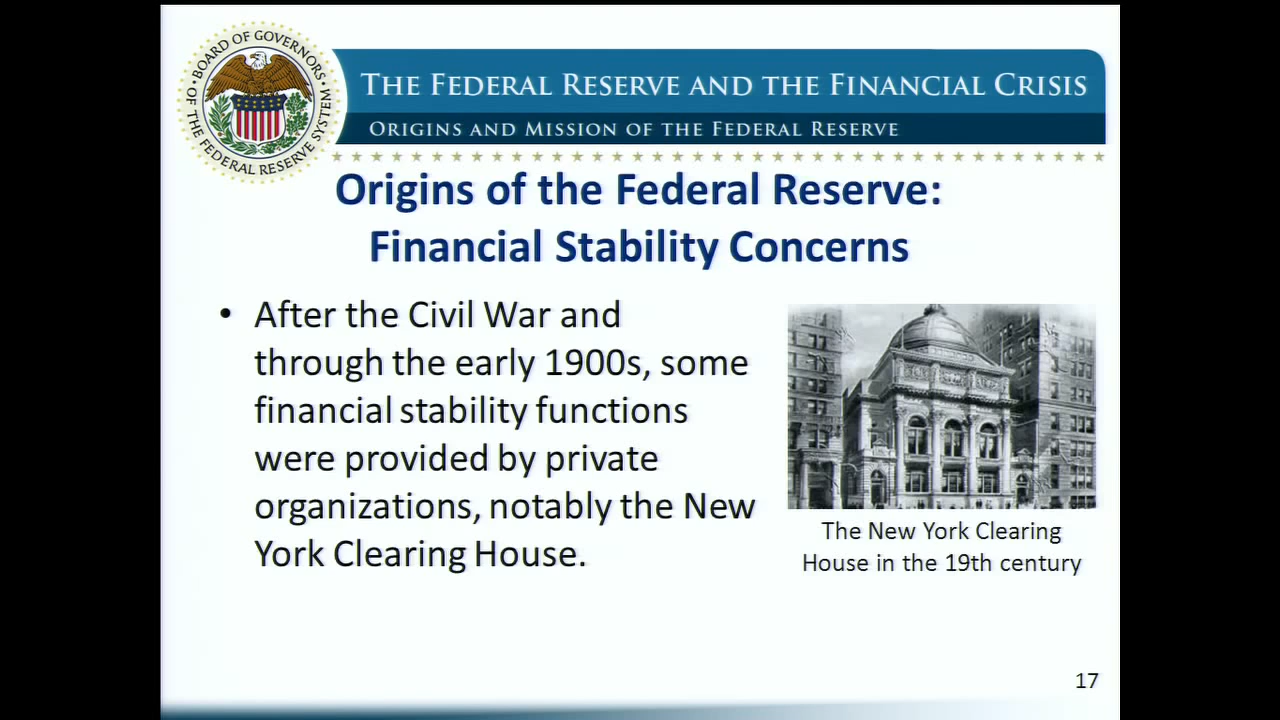 BOARD OF GOVERNORS
OF THE FEDERAL RESERVE SYSTEM
THE FEDERAL RESERVE AND THE FINANCIAL CRISIS
ORIGINS AND MISSION OF THE FEDERAL RESERVE
Origins of the Federal Reserve:
Financial Stability Concerns
• After the Civil War and
through the early 1900s, some
financial stability functions
were provided by private
organizations, notably the New
York Clearing House.
The New York Clearing
House in the 19th century
17